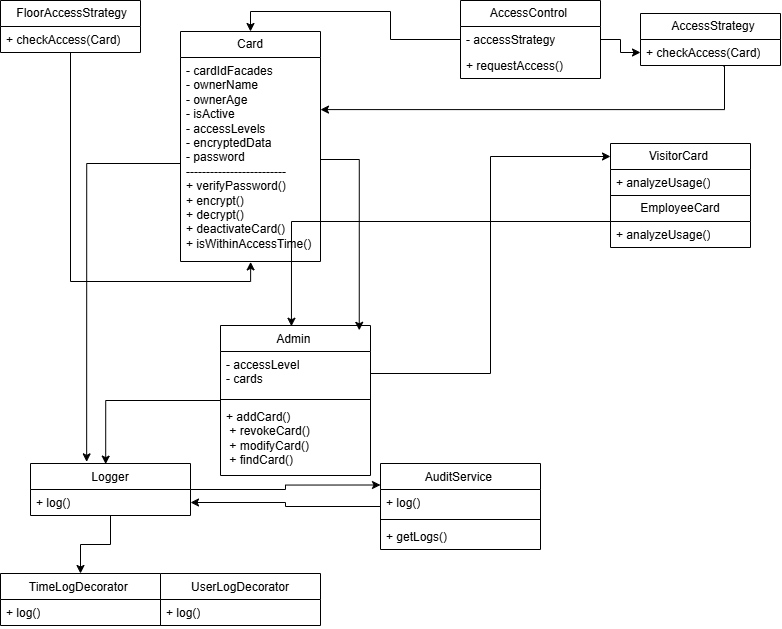 FloorAccessStrategy
+ checkAccess(Card)
Card
- cardIdFacades
- ownerName
- ownerAge
- isActive
- accessLevels
- encryptedData
- password
-------------------------
+ verifyPassword()
+ encrypt()
+ decrypt()
+ deactivateCard()
+ isWithinAccessTime()
AccessControl
- accessStrategy
+ requestAccess()
AccessStrategy
+ checkAccess(Card)
VisitorCard
+ analyzeUsage()
EmployeeCard
+ analyzeUsage()
Admin
- accessLevel
- cards
+ addCard()
+ revokeCard()
+ modifyCard()
+ findCard()
Logger
+ log()
AuditService
+ log()
+ getLogs()
TimeLogDecorator
+ log()
UserLogDecorator
+ log()